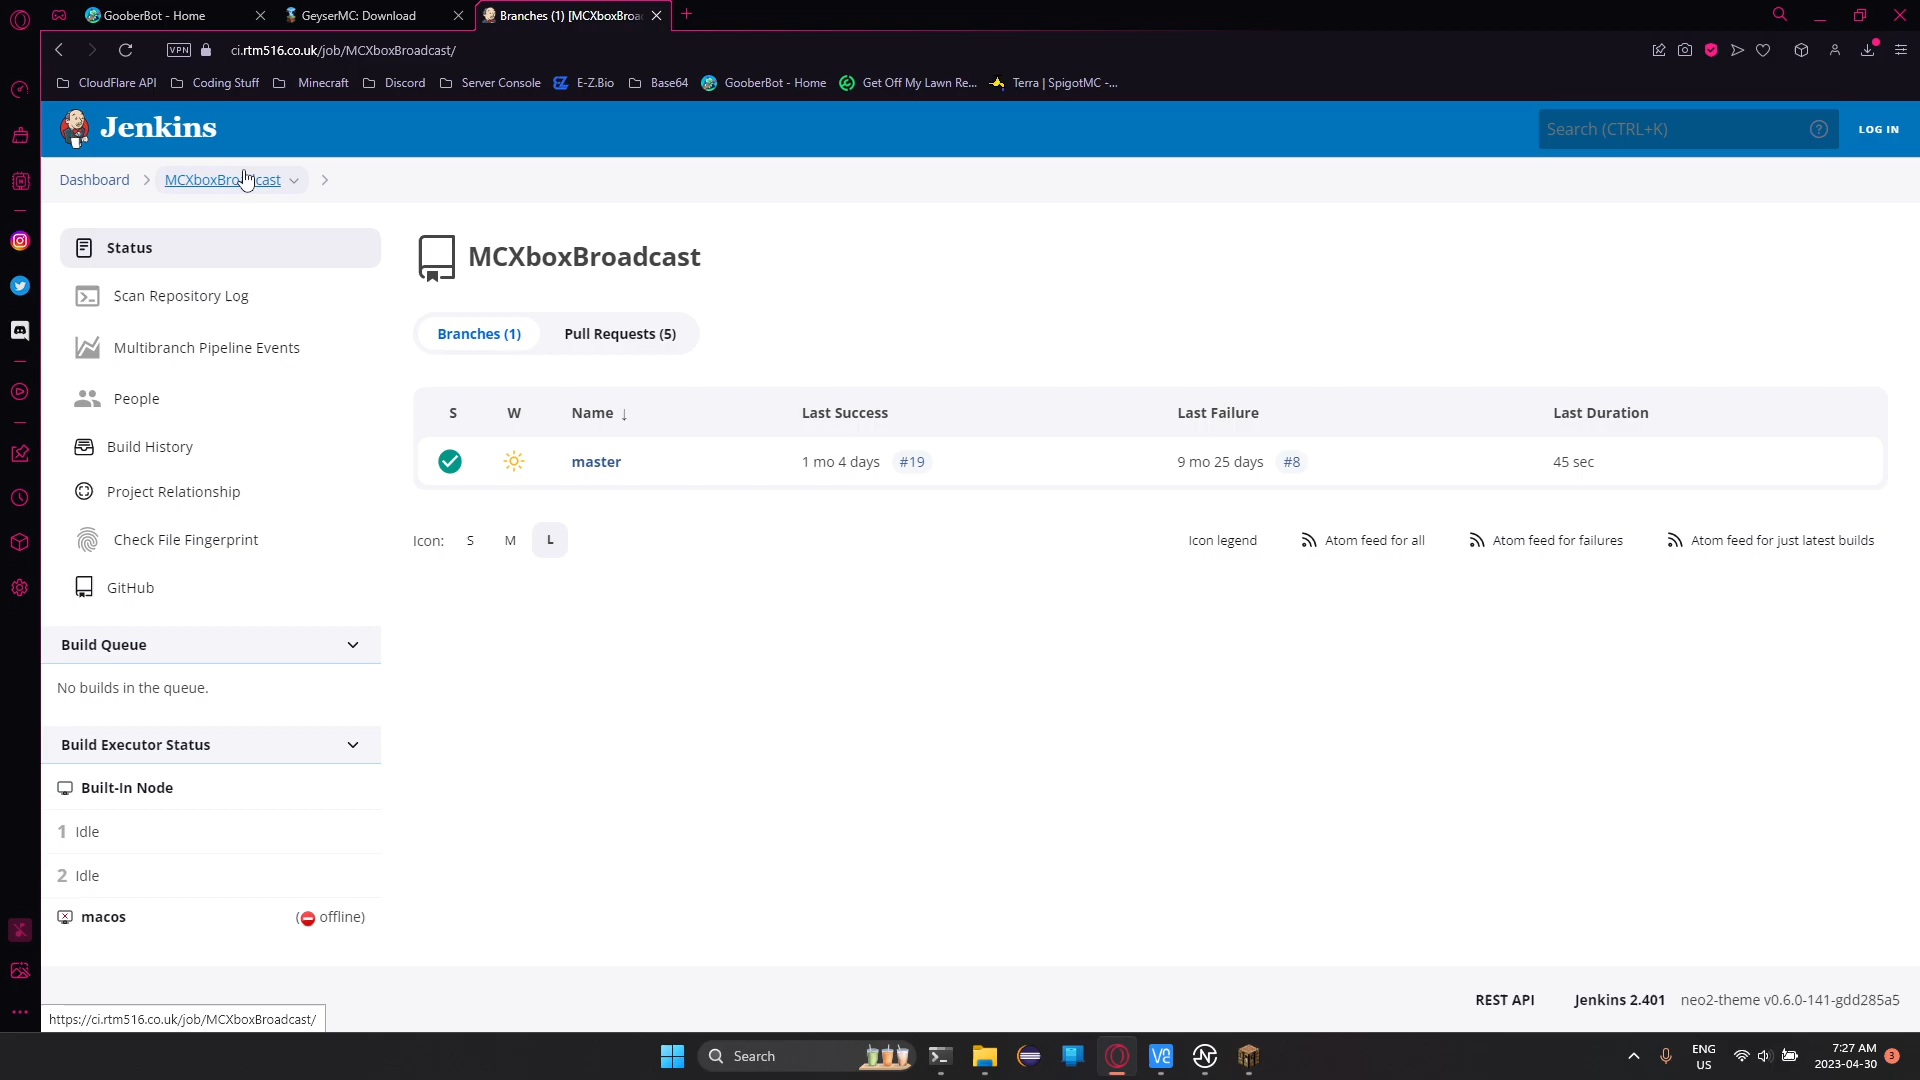 GooberBot - Home
GeyserMC: Download
Branches (1) [MCXboxBroa
VPN
ci.rtm516.co.uk/job/MCXboxBroadcast/
CloudFlare API
Coding Stuff
Minecraft
Discord
Server Console
E-Z.Bio
Base64
GooberBot - Home
Get Off My Lawn Re...
Terra | SpigotMC -...
Jenkins
Search (CTRL+K)
LOG IN
Dashboard
MCXboxBro cast
Status
Scan Repository Log
Multibranch Pipeline Events
People
Build History
Project Relationship
Check File Fingerprint
GitHub
Build Queue
No builds in the queue.
Build Executor Status
Built-In Node
1 Idle
2 Idle
macos
( offline)
MCXboxBroadcast
Branches (1)
Pull Requests (5)
S W Name ↓ Last Success Last Failure Last Duration
master 1 mo 4 days #19 9 mo 25 days #8 45 sec
Icon: S M L
Icon legend
Atom feed for all
Atom feed for failures
Atom feed for just latest builds
REST API
Jenkins 2.401
neo2-theme v0.6.0-141-gdd285a5
https://ci.rtm516.co.uk/job/MCXboxBroadcast/
Search
ENG
US
7:27 AM
2023-04-30
3